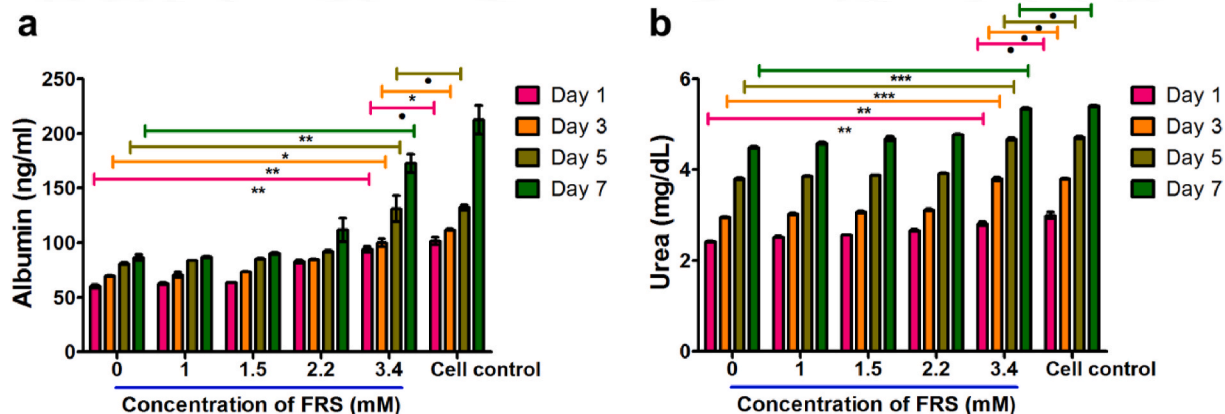 a
Albumin (ng/ml)
250
200
150
100
50
0
•
*
•
**
*
**
**
0 1 1.5 2.2 3.4 Cell control
Concentration of FRS (mM)
Day 1
Day 3
Day 5
Day 7
b
Urea (mg/dL)
6
4
2
0
•
•
•
•
***
***
**
**
0 1 1.5 2.2 3.4 Cell control
Concentration of FRS (mM)
Day 1
Day 3
Day 5
Day 7